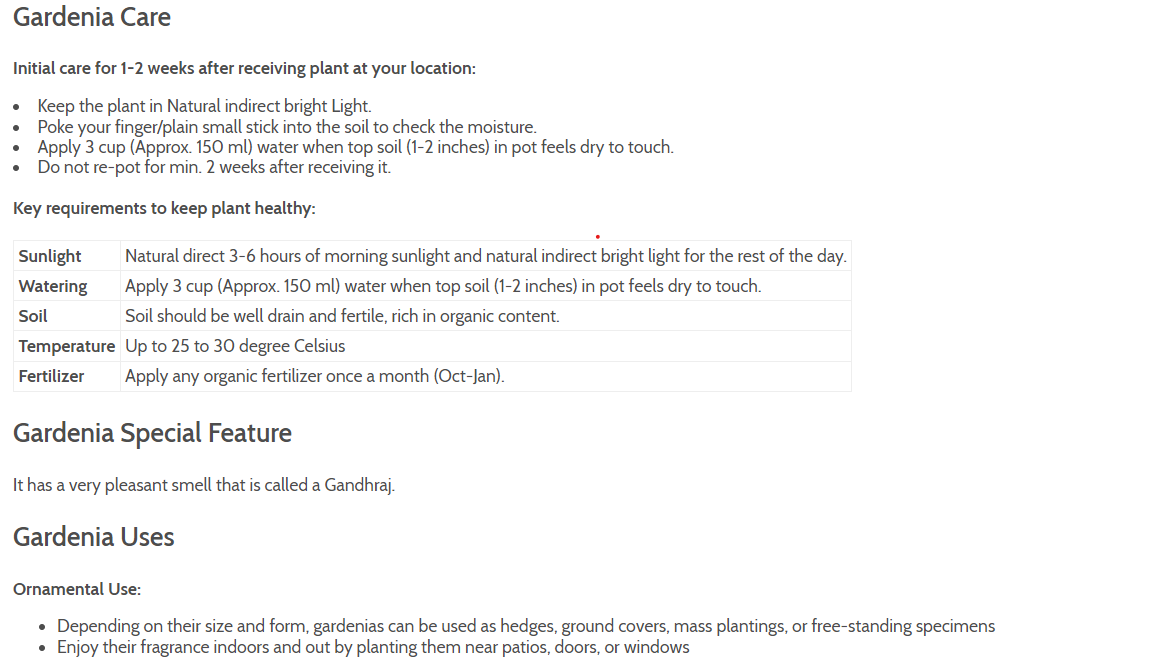 Gardenia Care
Initial care for 1-2 weeks after receiving plant at your location:
Keep the plant in Natural indirect bright Light.
Poke your finger/plain small stick into the soil to check the moisture.
Apply 3 cup (Approx. 150 ml) water when top soil (1-2 inches) in pot feels dry to touch.
Do not re-pot for min. 2 weeks after receiving it.
Key requirements to keep plant healthy:
Sunlight Natural direct 3-6 hours of morning sunlight and natural indirect bright light for the rest of the day.
Watering Apply 3 cup (Approx. 150 ml) water when top soil (1-2 inches) in pot feels dry to touch.
Soil Soil should be well drain and fertile, rich in organic content.
Temperature Up to 25 to 30 degree Celsius
Fertilizer Apply any organic fertilizer once a month (Oct-Jan).
Gardenia Special Feature
It has a very pleasant smell that is called a Gandhraj.
Gardenia Uses
Ornamental Use:
Depending on their size and form, gardenias can be used as hedges, ground covers, mass plantings, or free-standing specimens
Enjoy their fragrance indoors and out by planting them near patios, doors, or windows